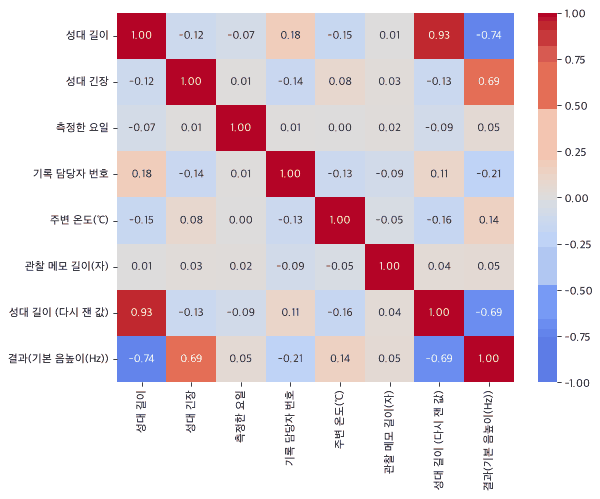 성대 길이 1.00 -0.12 -0.07 0.18 -0.15 0.01 0.93 -0.74
성대 긴장 -0.12 1.00 0.01 -0.14 0.08 0.03 -0.13 0.69
측정한 요일 -0.07 0.01 1.00 0.01 0.00 0.02 -0.09 0.05
기록 담당자 번호 0.18 -0.14 0.01 1.00 -0.13 -0.09 0.11 -0.21
주변 온도(℃) -0.15 0.08 0.00 -0.13 1.00 -0.05 -0.16 0.14
관찰 메모 길이(자) 0.01 0.03 0.02 -0.09 -0.05 1.00 0.04 0.05
성대 길이 (다시 잰 값) 0.93 -0.13 -0.09 0.11 -0.16 0.04 1.00 -0.69
결과(기본 음높이(Hz)) -0.74 0.69 0.05 -0.21 0.14 0.05 -0.69 1.00
성대 길이
성대 긴장
측정한 요일
기록 담당자 번호
주변 온도(℃)
관찰 메모 길이(자)
성대 길이 (다시 잰 값)
결과(기본 음높이(Hz))
1.00
0.75
0.50
0.25
0.00
-0.25
-0.50
-0.75
-1.00